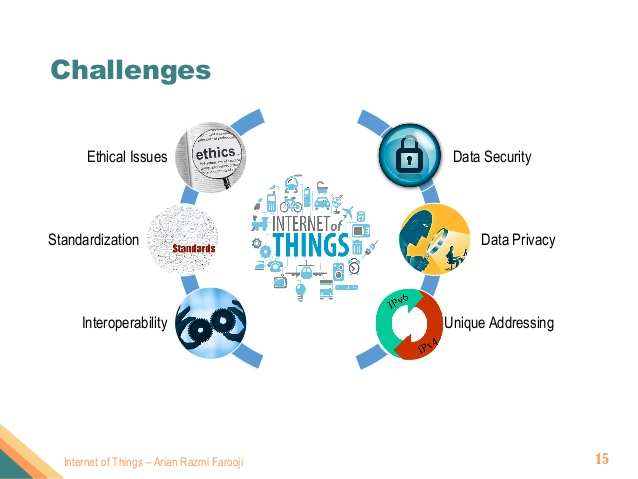 Challenges
Ethical Issues
ethics
Data Security
Standardization
Standards
INTERNET of
THINGS
Data Privacy
Interoperability
IPv6
IPv4
Unique Addressing
Internet of Things – Arian Razmi Farooji
15